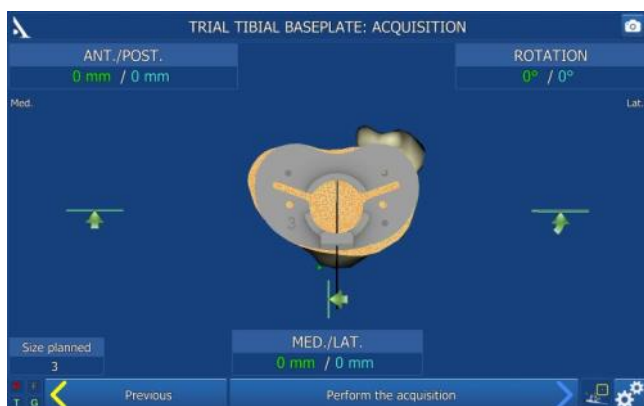 TRIAL TIBIAL BASEPLATE: ACQUISITION
ANT./POST.
0 mm / 0 mm
ROTATION
0° / 0°
Med.
Lat.
3
Size planned
3
MED./LAT.
0 mm / 0 mm
T G
Previous
Perform the acquisition